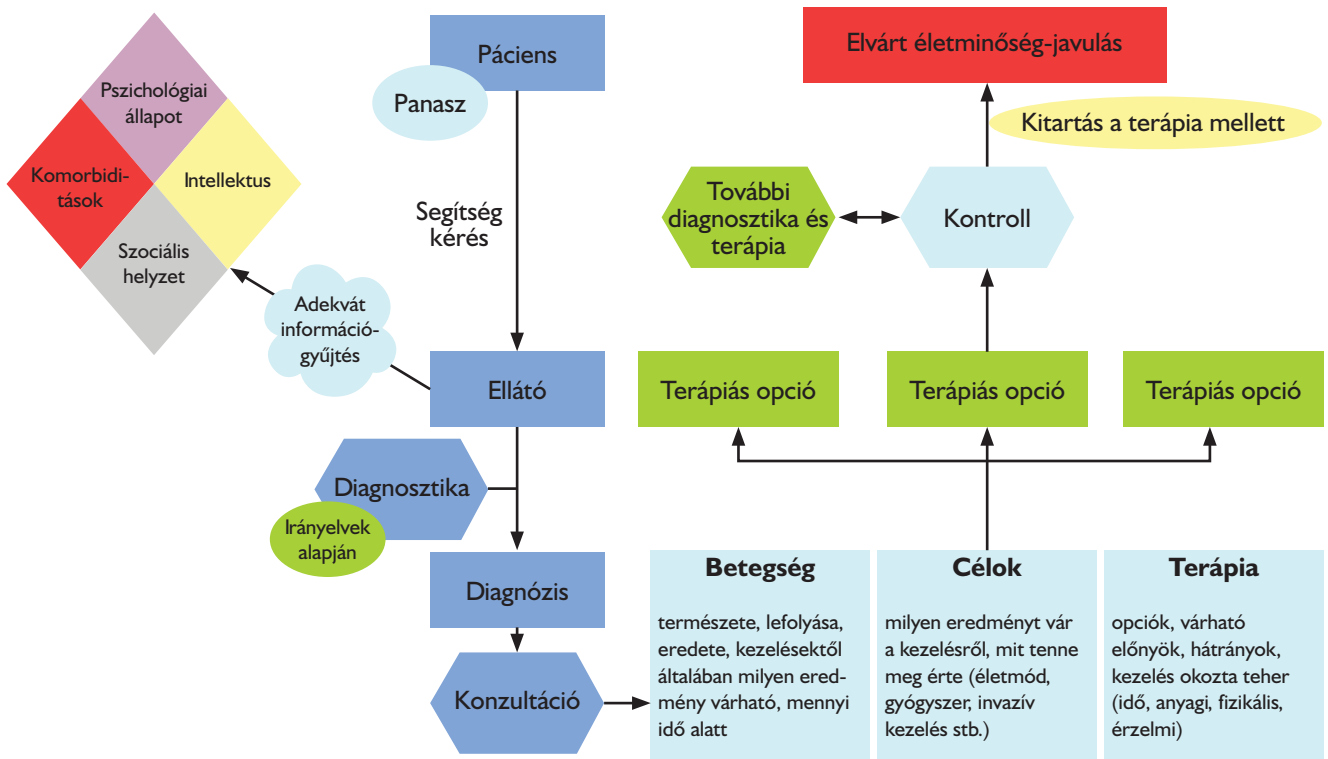 Páciens
Panasz
Segítség
kérés
Pszichológiai
állapot
Komorbidi-
tások
Intellektus
Szociális
helyzet
Adekvát
információ-
gyűjtés
Ellátó
Diagnosztika
Irányelvek
alapján
Diagnózis
Konzultáció
Betegség
természete, lefolyása,
eredete, kezelésektől
általában milyen ered-
mény várható, mennyi
idő alatt
Célok
milyen eredményt vár
a kezelésről, mit tenne
meg érte (életmód,
gyógyszer, invazív
kezelés stb.)
Terápia
opciók, várható
előnyök, hátrányok,
kezelés okozta teher
(idő, anyagi, fizikális,
érzelmi)
Terápiás opció
Terápiás opció
Terápiás opció
További
diagnosztika és
terápia
Kontroll
Kitartás a terápia mellett
Elvárt életminőség-javulás